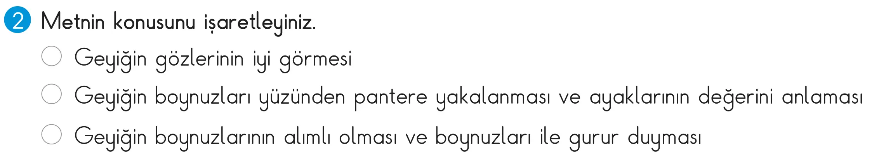 2 Metnin konusunu işaretleyiniz.
Geyiğin gözlerinin iyi görmesi
Geyiğin boynuzları yüzünden pantere yakalanması ve ayaklarının değerini anlaması
Geyiğin boynuzlarının alımlı olması ve boynuzları ile gurur duyması